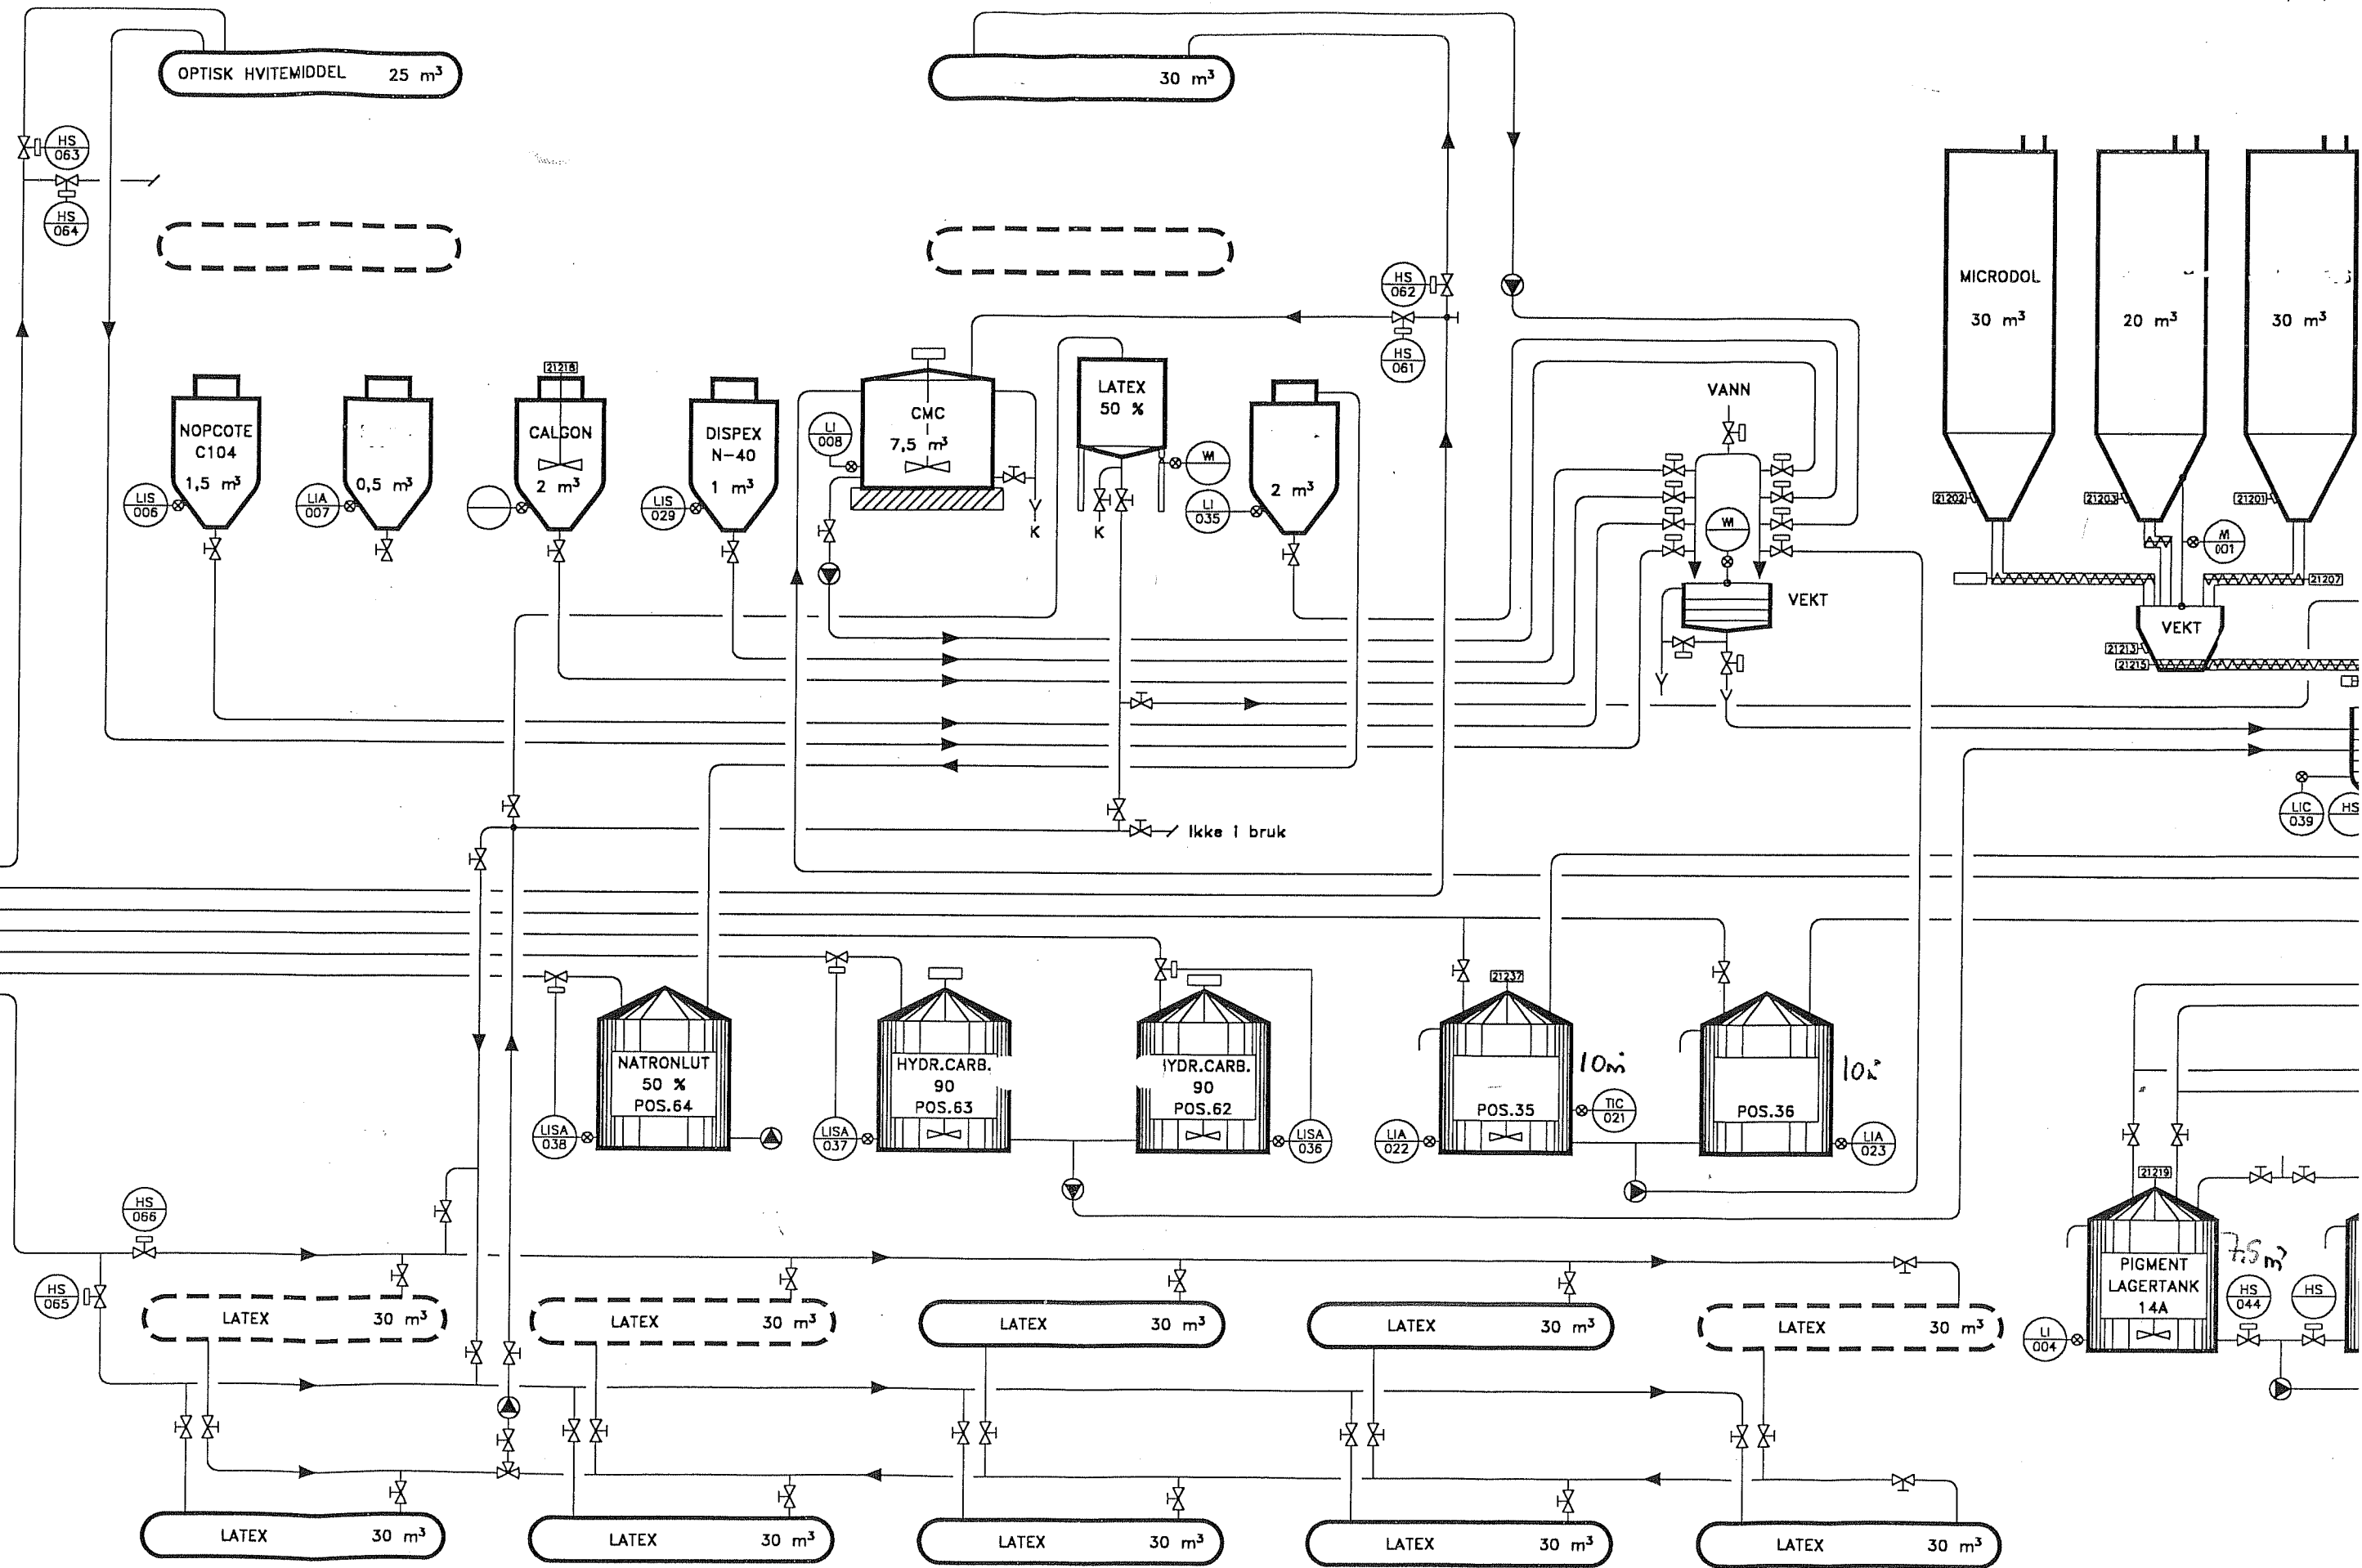 OPTISK HVITEMIDDEL 25 m³
30 m³
HS
063
HS
064
HS
062
HS
061
MICRODOL
30 m³
20 m³
30 m³
NOPCOTE
C104
1,5 m³
LIS
006
0,5 m³
LIA
007
21218
CALGON
2 m³
DISPEX
N-40
1 m³
LIS
029
CMC
7,5 m³
LI
008
K
LATEX
50 %
WI
K
2 m³
LI
035
VANN
WI
VEKT
21202
21203
21201
WI
001
21207
VEKT
21213
21215
LIC
039
HS
Ikke i bruk
NATRONLUT
50 %
POS.64
LISA
038
HYDR.CARB.
90
POS.63
LISA
037
YDR.CARB.
90
POS.62
LISA
036
21237
POS.35
10m
LIA
022
TIC
021
POS.36
LIA
023
21219
PIGMENT
LAGERTANK
14A
7.5 m³
LI
004
HS
044
HS
HS
066
HS
065
LATEX 30 m³
LATEX 30 m³
LATEX 30 m³
LATEX 30 m³
LATEX 30 m³
LATEX 30 m³
LATEX 30 m³
LATEX 30 m³
LATEX 30 m³
LATEX 30 m³